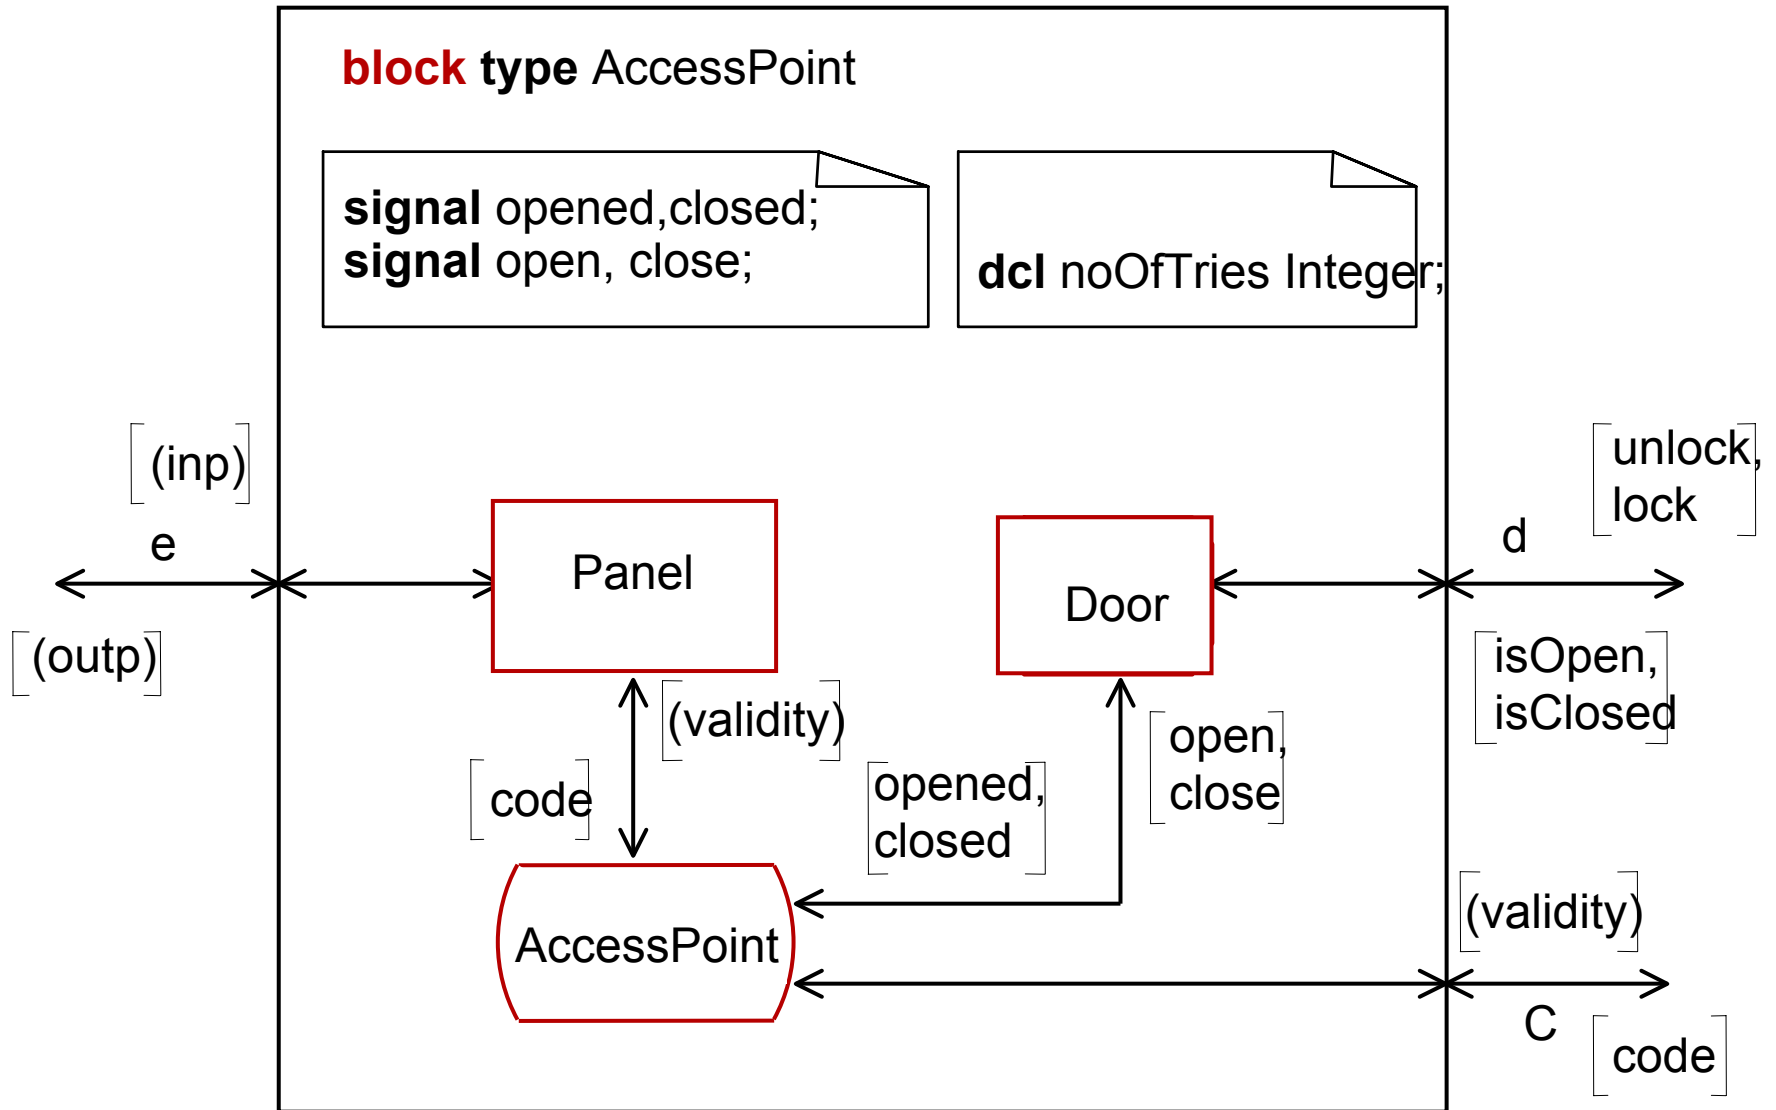 block type AccessPoint
signal opened,closed;
signal open, close;
dcl noOfTries Integer;
(inp)
e
(outp)
unlock,
lock
d
isOpen,
isClosed
Panel
Door
(validity)
code
opened,
closed
open,
close
AccessPoint
(validity)
C
code